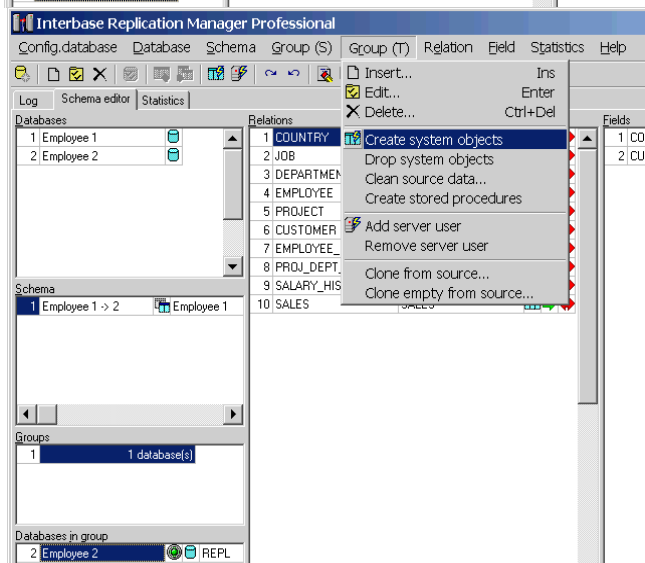 Interbase Replication Manager Professional
Config.database Database Schema Group (S) Group (T) Relation Field Statistics Help
Log Schema editor Statistics
Databases
1 Employee 1
2 Employee 2
Schema
1 Employee 1 -> 2 Employee 1
Groups
1 1 database(s)
Databases in group
2 Employee 2 REPL
Relations
1 COUNTRY
2 JOB
3 DEPARTMEN
4 EMPLOYEE
5 PROJECT
6 CUSTOMER
7 EMPLOYEE_
8 PROJ_DEPT_
9 SALARY_HIS
10 SALES SALES
Insert... Ins
Edit... Enter
Delete... Ctrl+Del
Create system objects
Drop system objects
Clean source data...
Create stored procedures
Add server user
Remove server user
Clone from source...
Clone empty from source...
Fields
1 CO
2 CU